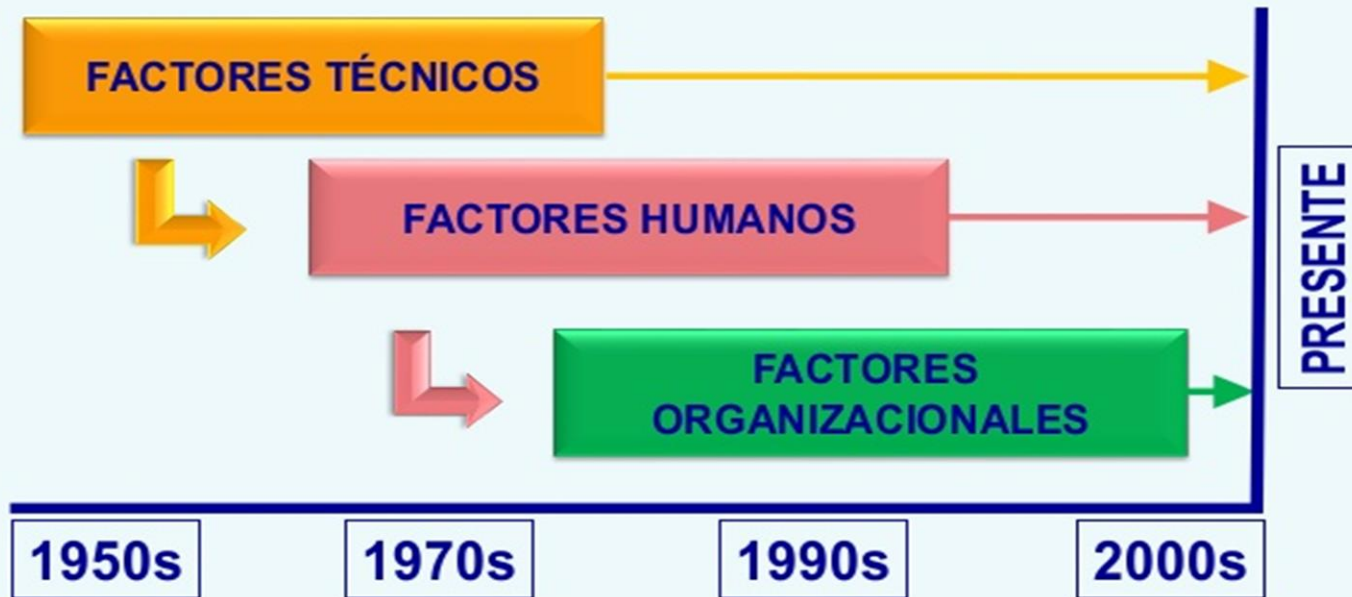 FACTORES TÉCNICOS
FACTORES HUMANOS
FACTORES
ORGANIZACIONALES
PRESENTE
1950s
1970s
1990s
2000s